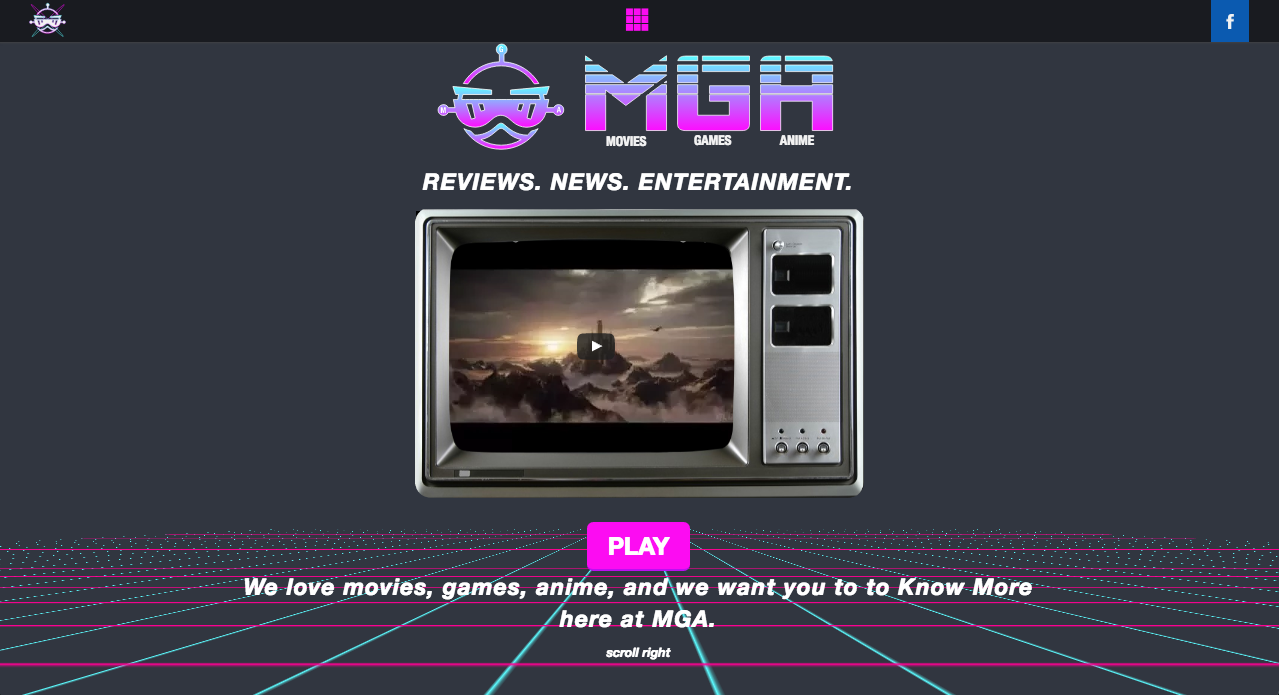 f
G
M
A
MGA
MOVIES
GAMES
ANIME
REVIEWS. NEWS. ENTERTAINMENT.
PLAY
We love movies, games, anime, and we want you to to Know More
here at MGA.
scroll right